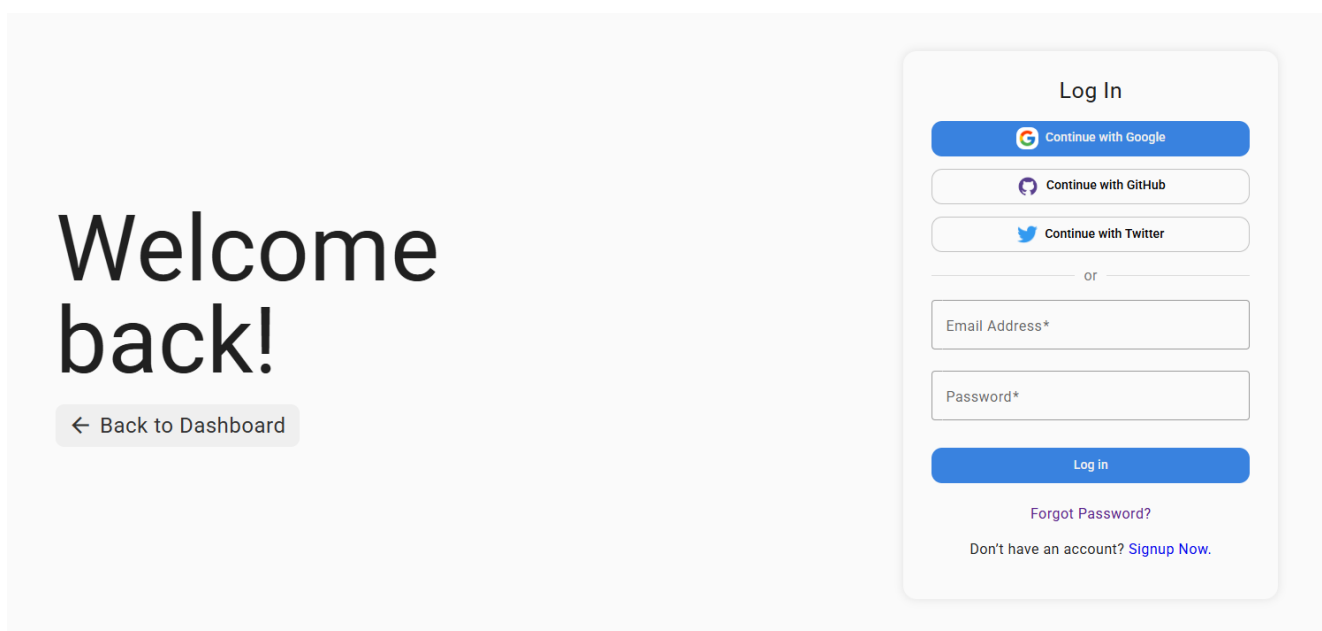 Welcome
back!
← Back to Dashboard
Log In
Continue with Google
Continue with GitHub
Continue with Twitter
or
Email Address*
Password*
Log in
Forgot Password?
Don’t have an account? Signup Now.